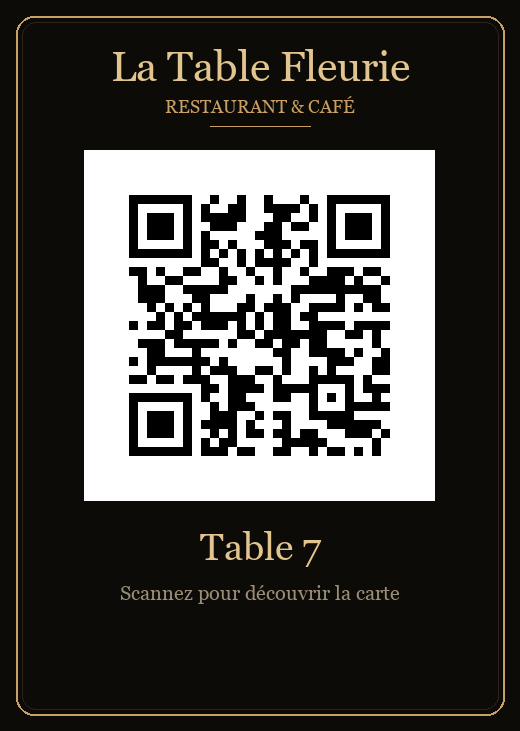 La Table Fleurie
RESTAURANT & CAFÉ
Table 7
Scannez pour découvrir la carte